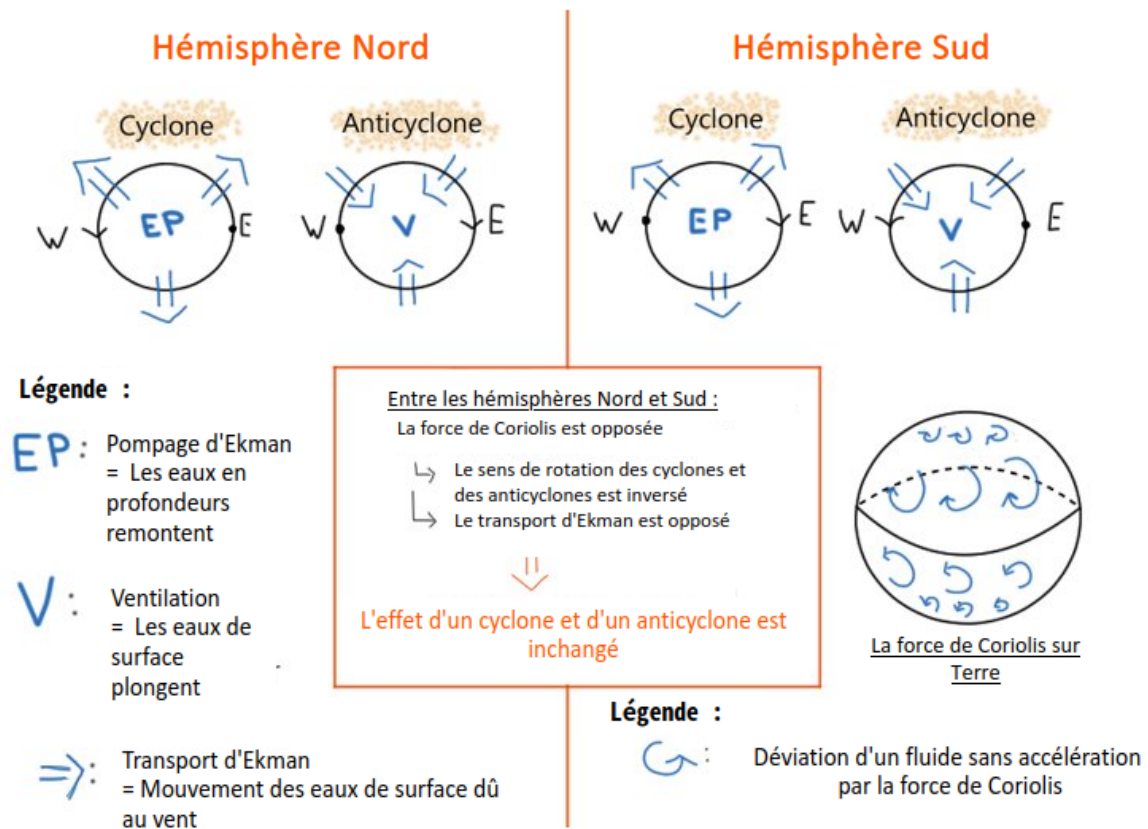 Hémisphère Nord
Hémisphère Sud
Cyclone
Anticyclone
Cyclone
Anticyclone
W
EP
E
W
V
E
W
EP
E
W
V
E
Légende :
EP : Pompage d'Ekman
= Les eaux en
profondeurs
remontent
V : Ventilation
= Les eaux de
surface
plongent
: Transport d'Ekman
= Mouvement des eaux de surface dû
au vent
Entre les hémisphères Nord et Sud :
La force de Coriolis est opposée
Le sens de rotation des cyclones et
des anticyclones est inversé
Le transport d'Ekman est opposé
L'effet d'un cyclone et d'un anticyclone est
inchangé
La force de Coriolis sur
Terre
Légende :
: Déviation d'un fluide sans accélération
par la force de Coriolis